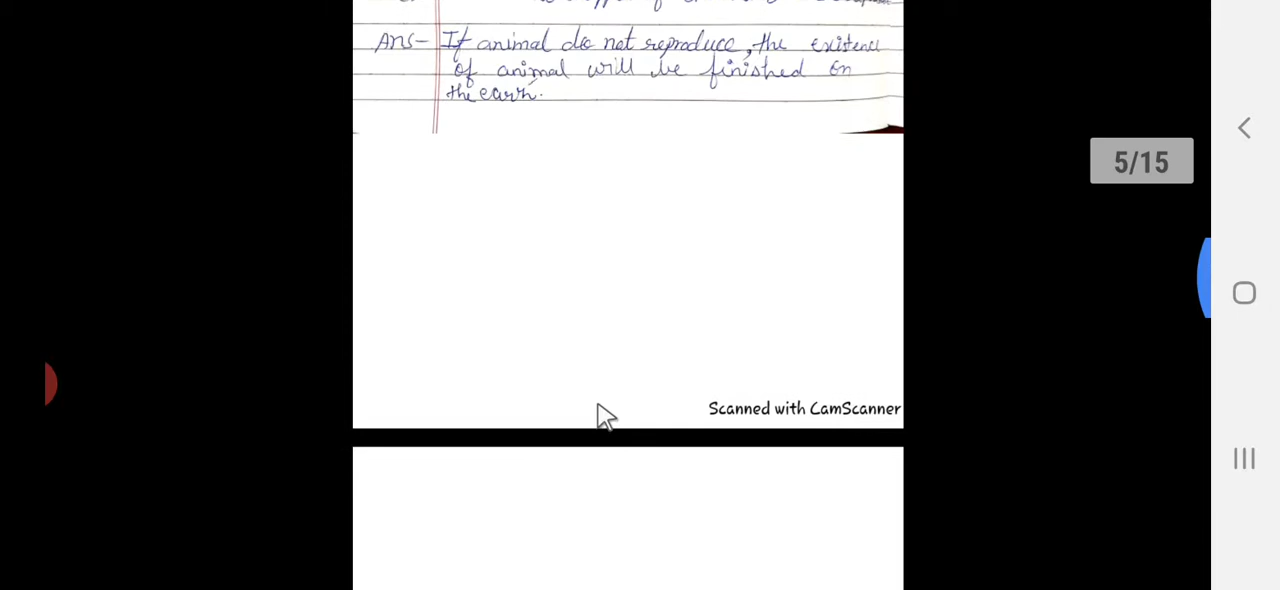 Ans- If animal do not reproduce, the existence
of animal will be finished on
the earth.
5/15
Scanned with CamScanner